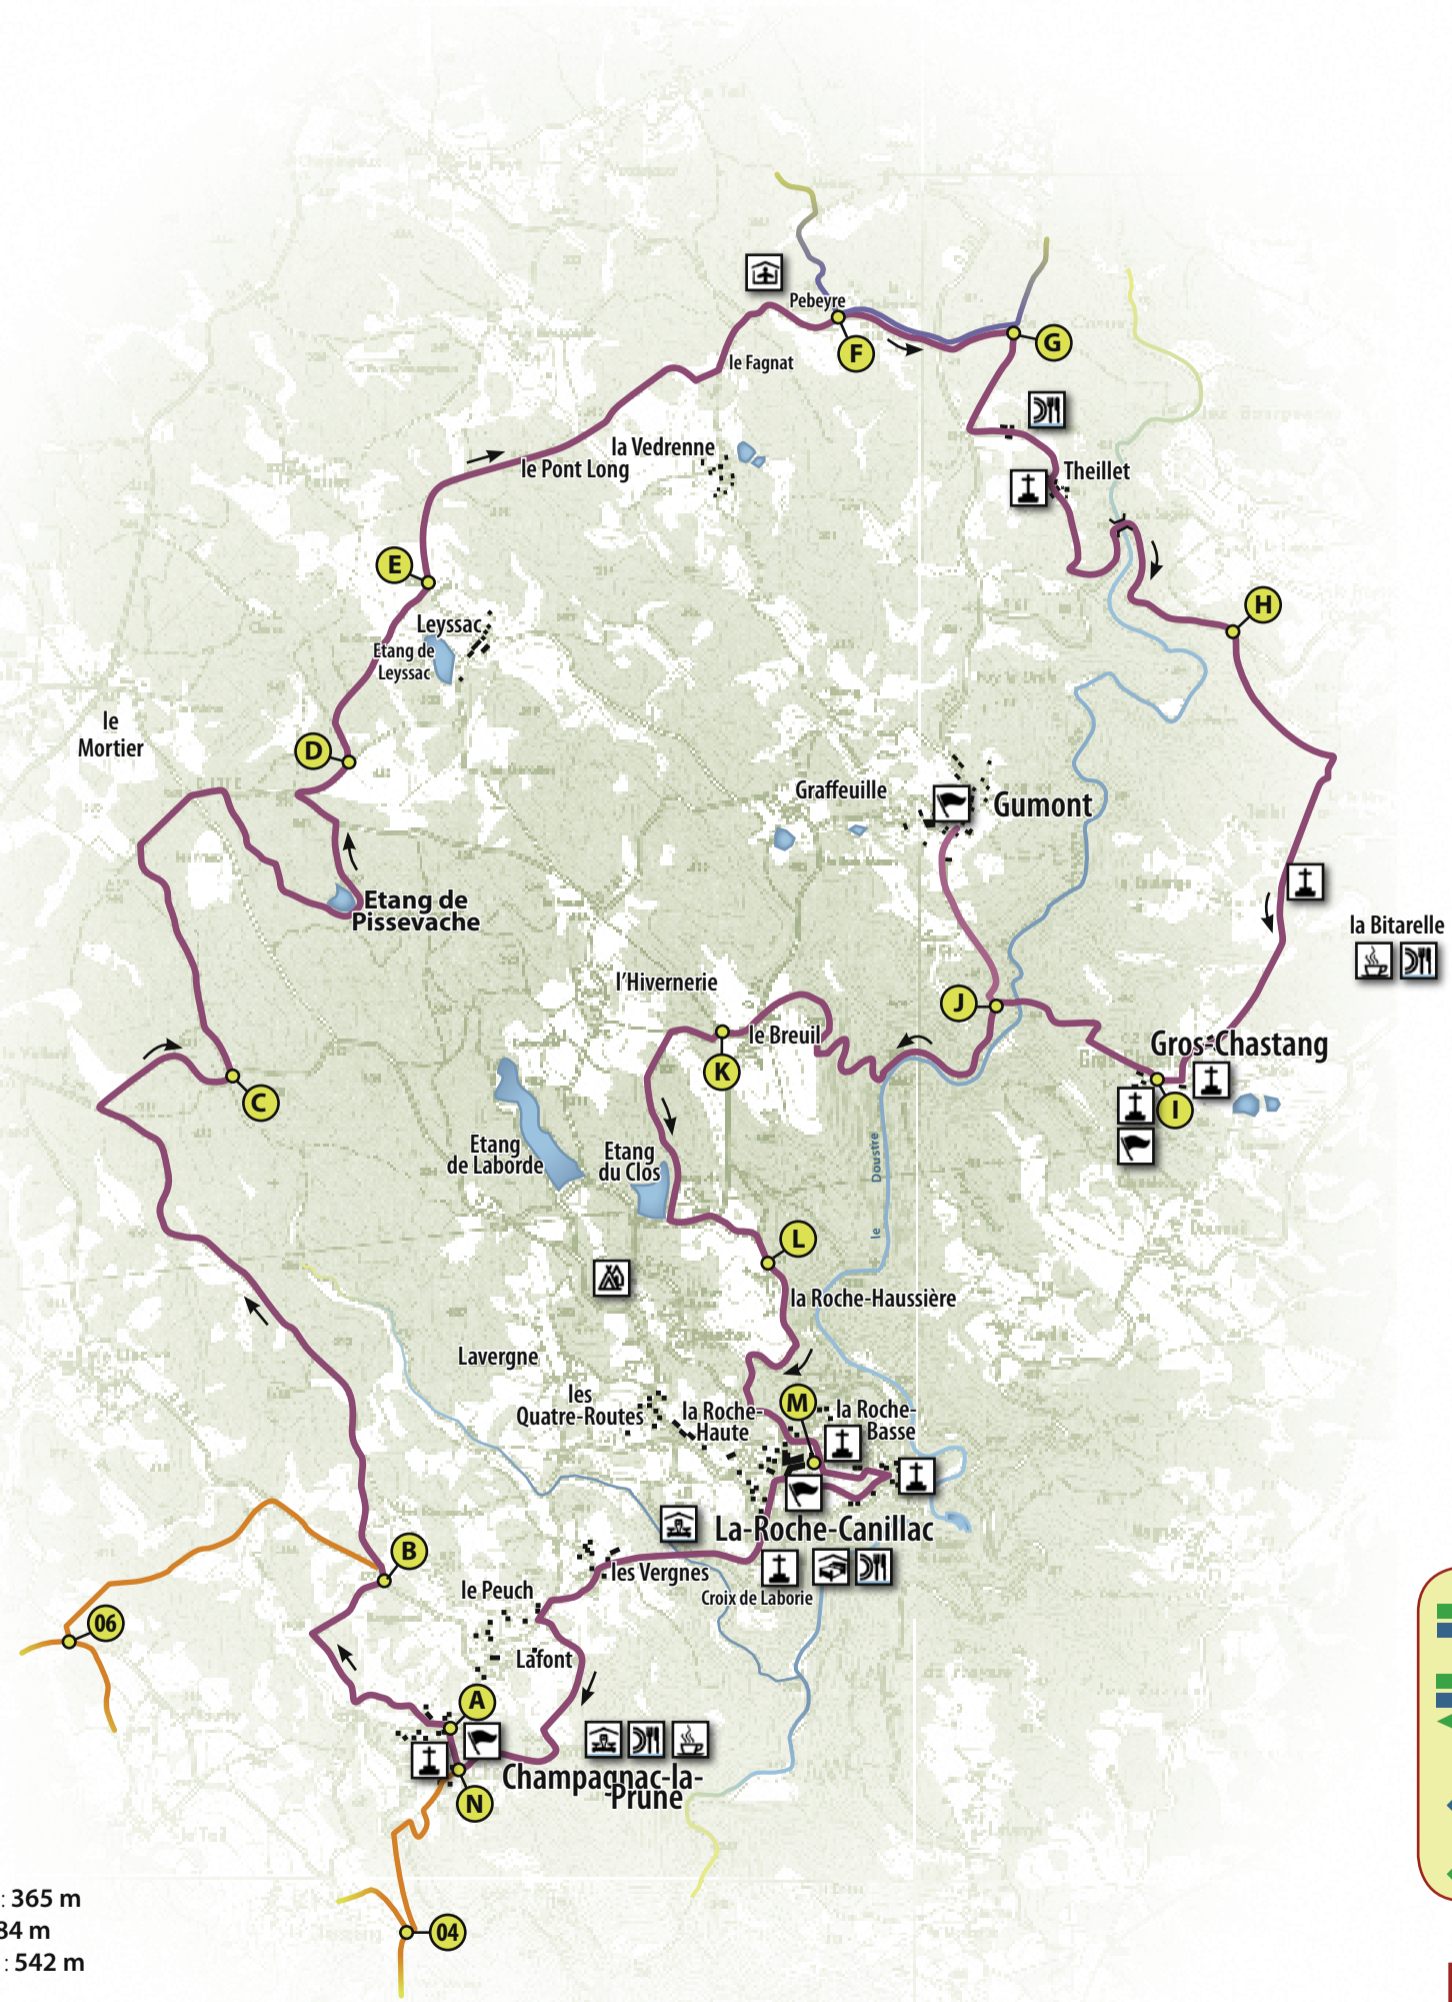 Pebeyre
F
G
le Fagnat
la Vedrenne
le Pont Long
Theillet
E
H
Leyssac
Etang de
Leyssac
le
Mortier
D
Graffeuille
Gumont
Etang de
Pissevache
la Bitarelle
l'Hivernerie
J
le Breuil
Gros-Chastang
K
C
I
Etang
de Laborde
Etang
du Clos
le Doustre
L
la Roche-Haussière
Lavergne
les
Quatre-Routes
M
la Roche-
Haute
la Roche-
Basse
La-Roche-Canillac
B
les Vergnes
Croix de Laborie
le Peuch
06
Lafont
A
Champagnac-la-
Prune
N
: 365 m
84 m
: 542 m
04